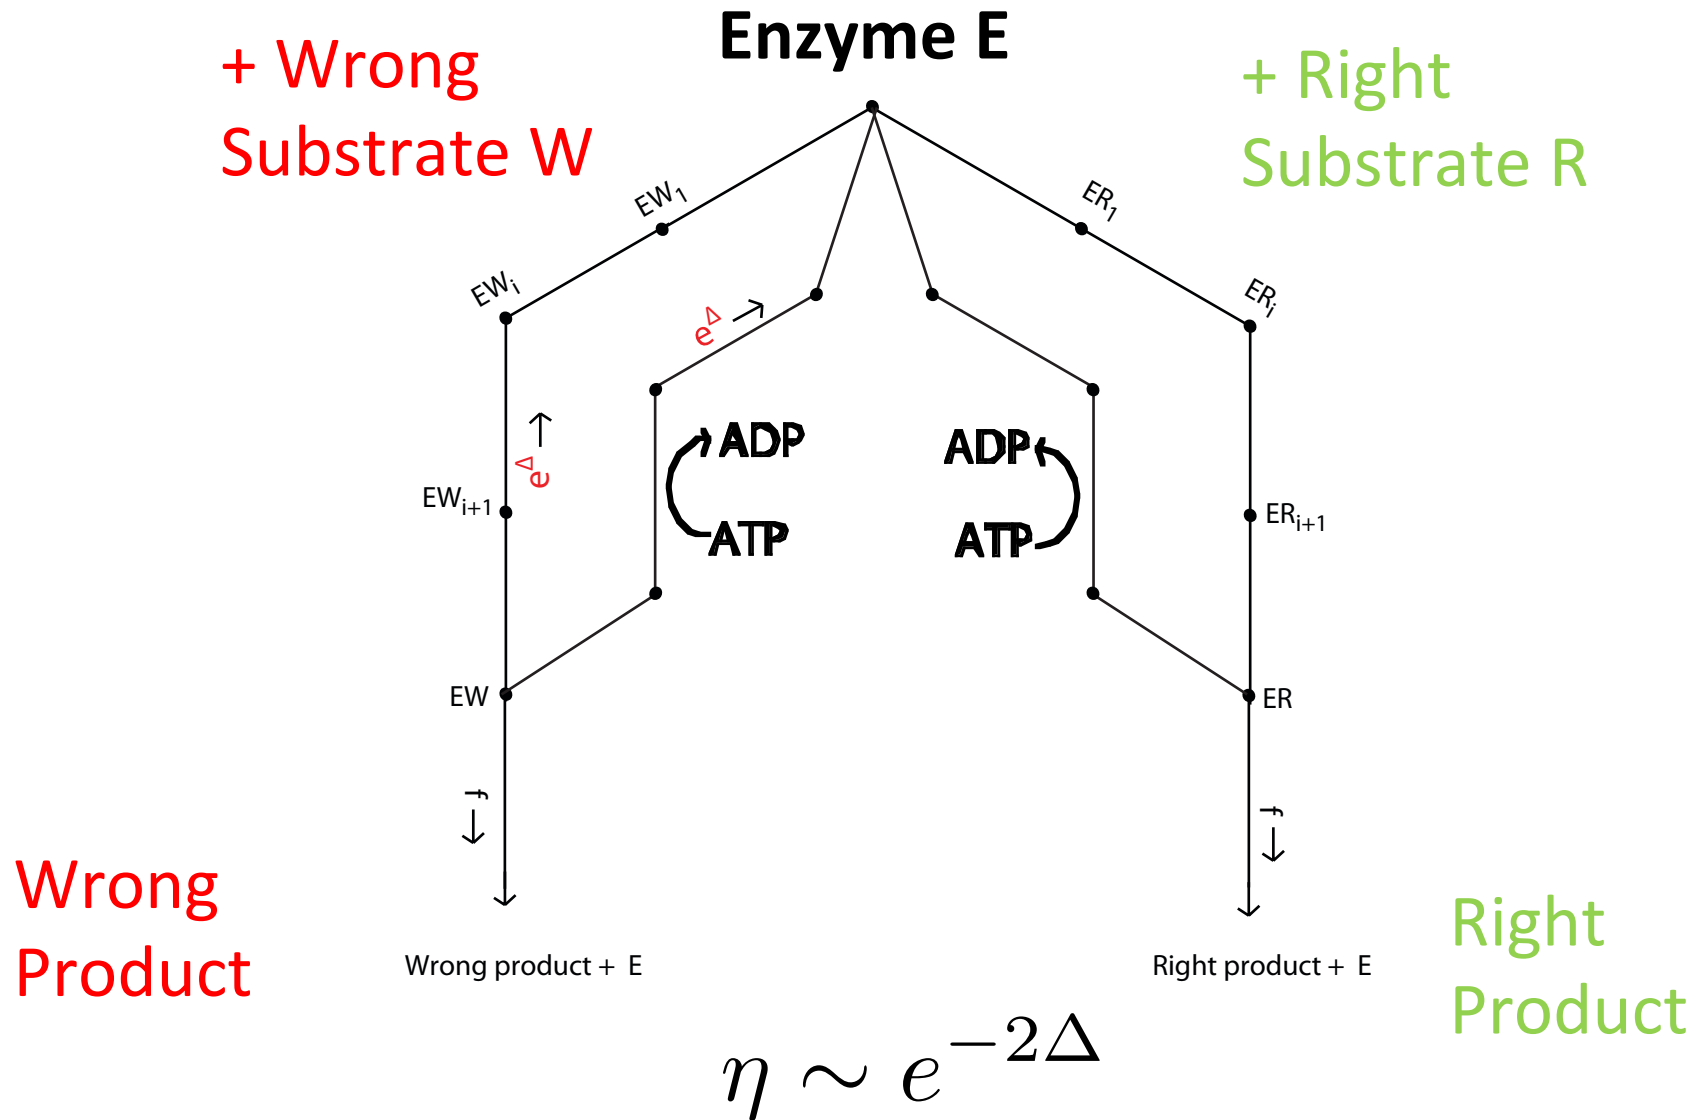 Enzyme E
+ Wrong
Substrate W
+ Right
Substrate R
EW₁
ER₁
EWᵢ
ERᵢ
e^Δ →
e^Δ →
ADP
ADP
ATP
ATP
EWᵢ₊₁
ERᵢ₊₁
EW
ER
f →
f →
Wrong
Product
Right
Product
Wrong product + E
Right product + E
η ∼ e^{−2Δ}